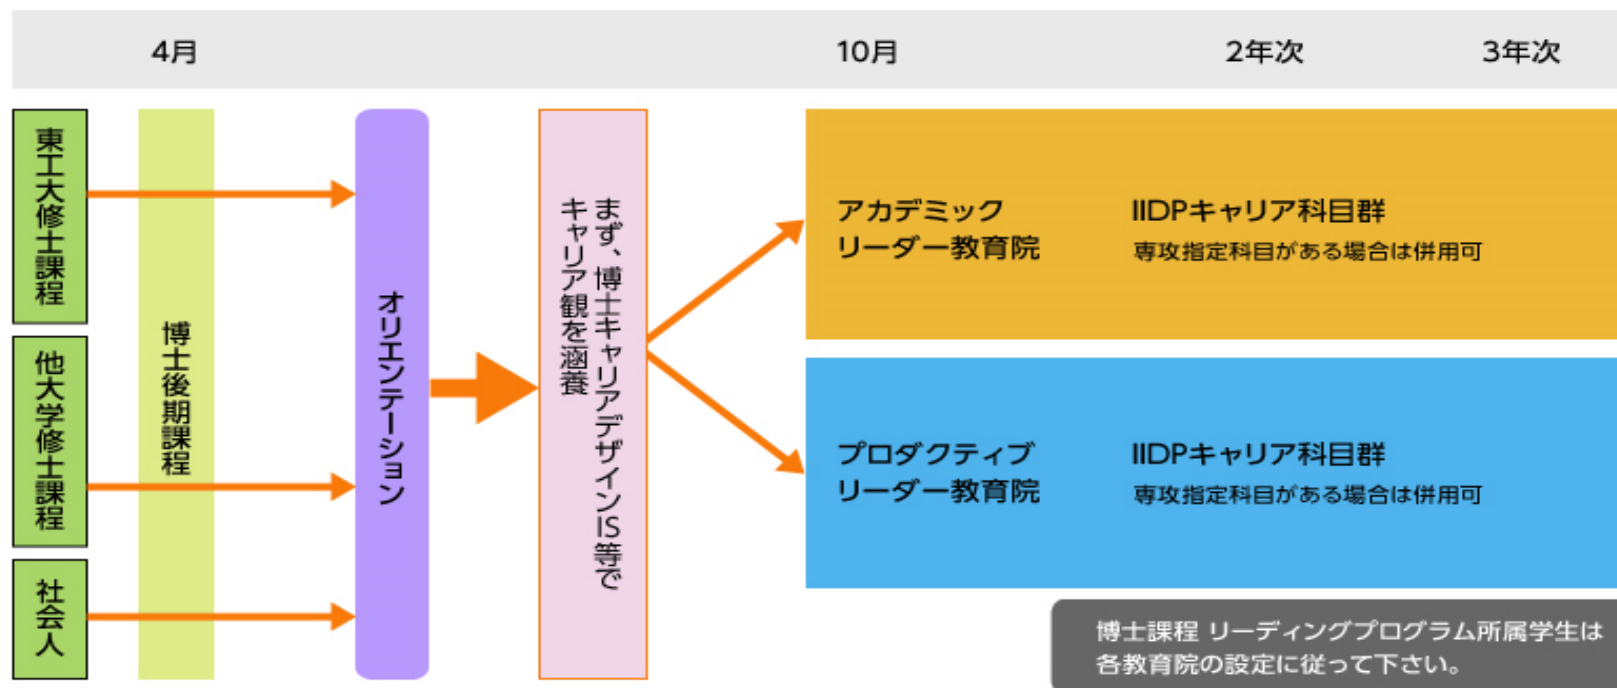 4月
10月
2年次
3年次
東工大修士課程
他大学修士課程
社会人
博士後期課程
オリエンテーション
まず、博士キャリアデザインIS等で
キャリア観を涵養
アカデミック
リーダー教育院
IIDPキャリア科目群
専攻指定科目がある場合は併用可
プロダクティブ
リーダー教育院
IIDPキャリア科目群
専攻指定科目がある場合は併用可
博士課程 リーディングプログラム所属学生は
各教育院の設定に従って下さい。